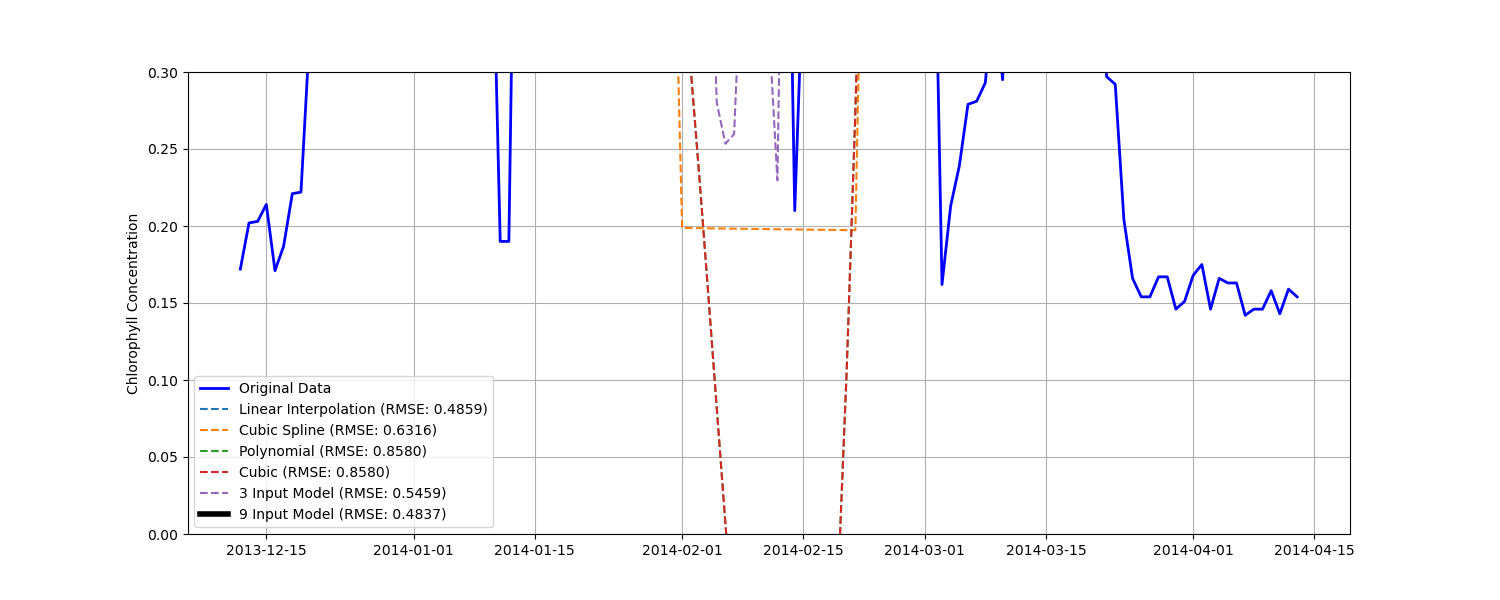 0.30
0.25
0.20
0.15
0.10
0.05
0.00
Chlorophyll Concentration
Original Data
Linear Interpolation (RMSE: 0.4859)
Cubic Spline (RMSE: 0.6316)
Polynomial (RMSE: 0.8580)
Cubic (RMSE: 0.8580)
3 Input Model (RMSE: 0.5459)
9 Input Model (RMSE: 0.4837)
2013-12-15 2014-01-01 2014-01-15 2014-02-01 2014-02-15 2014-03-01 2014-03-15 2014-04-01 2014-04-15